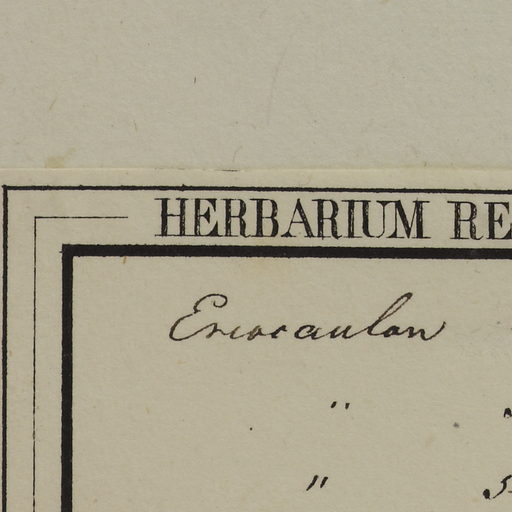 HERBARIUM RE
Eriocaulon
"
"